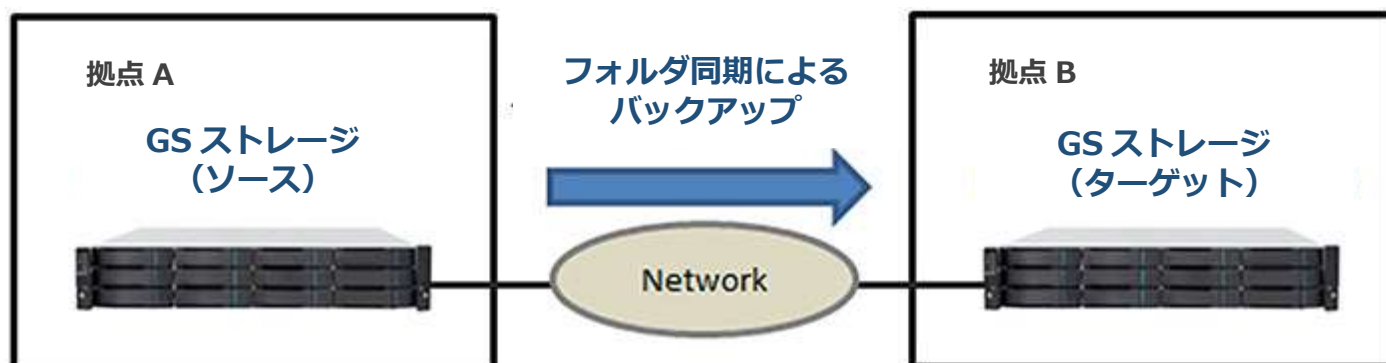 拠点 A
GS ストレージ
（ソース）
フォルダ同期による
バックアップ
Network
拠点 B
GS ストレージ
（ターゲット）